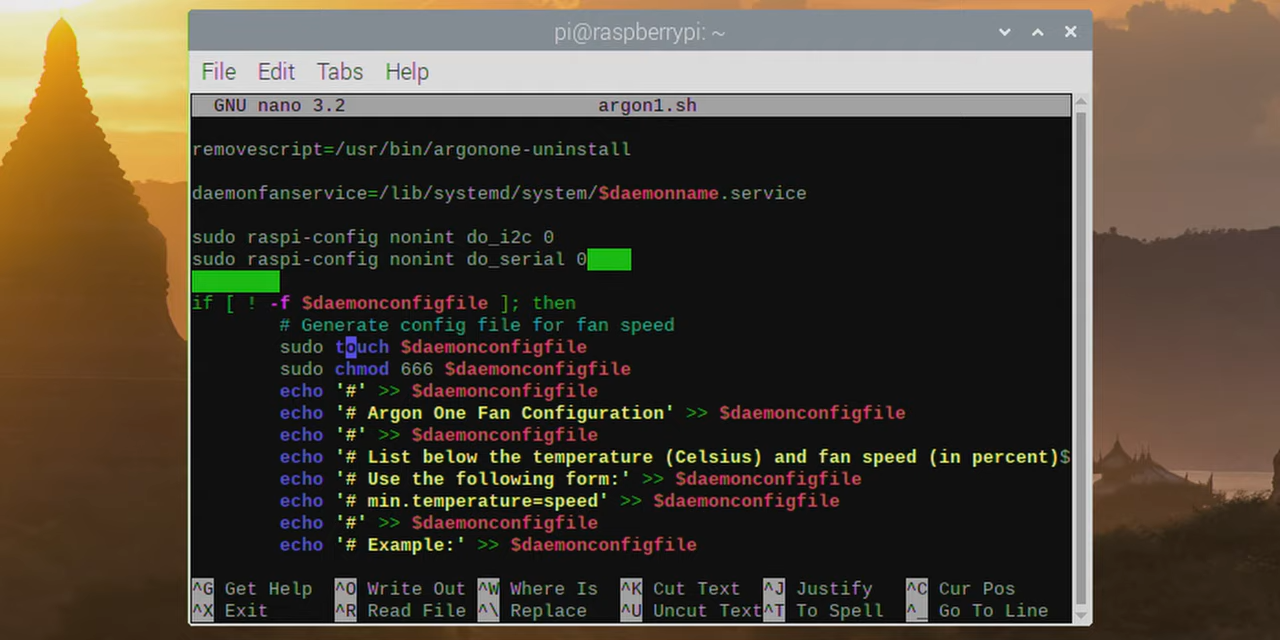 pi@raspberrypi: ~
File Edit Tabs Help
GNU nano 3.2 argon1.sh
removescript=/usr/bin/argonone-uninstall
daemonfanservice=/lib/systemd/system/$daemonname.service
sudo raspi-config nonint do_i2c 0
sudo raspi-config nonint do_serial 0
if [ ! -f $daemonconfigfile ]; then
# Generate config file for fan speed
sudo touch $daemonconfigfile
sudo chmod 666 $daemonconfigfile
echo '#' >> $daemonconfigfile
echo '# Argon One Fan Configuration' >> $daemonconfigfile
echo '#' >> $daemonconfigfile
echo '# List below the temperature (Celsius) and fan speed (in percent)$
echo '# Use the following form:' >> $daemonconfigfile
echo '# min.temperature=speed' >> $daemonconfigfile
echo '#' >> $daemonconfigfile
echo '# Example:' >> $daemonconfigfile
^G Get Help ^O Write Out ^W Where Is ^K Cut Text ^J Justify ^C Cur Pos
^X Exit ^R Read File ^\ Replace ^U Uncut Text ^T To Spell ^_ Go To Line